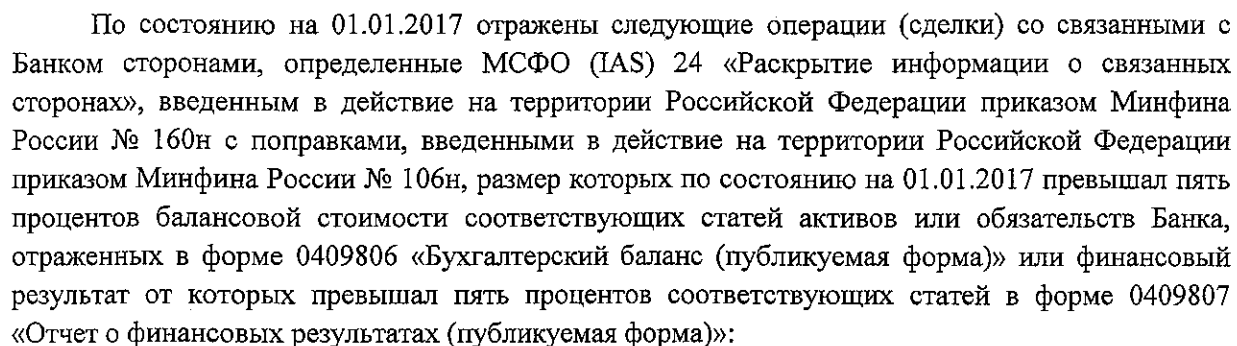 По состоянию на 01.01.2017 отражены следующие операции (сделки) со связанными с
Банком сторонами, определенные МСФО (IAS) 24 «Раскрытие информации о связанных
сторонах», введенным в действие на территории Российской Федерации приказом Минфина
России № 160н с поправками, введенными в действие на территории Российской Федерации
приказом Минфина России № 106н, размер которых по состоянию на 01.01.2017 превышал пять
процентов балансовой стоимости соответствующих статей активов или обязательств Банка,
отраженных в форме 0409806 «Бухгалтерский баланс (публикуемая форма)» или финансовый
результат от которых превышал пять процентов соответствующих статей в форме 0409807
«Отчет о финансовых результатах (публикуемая форма)»: